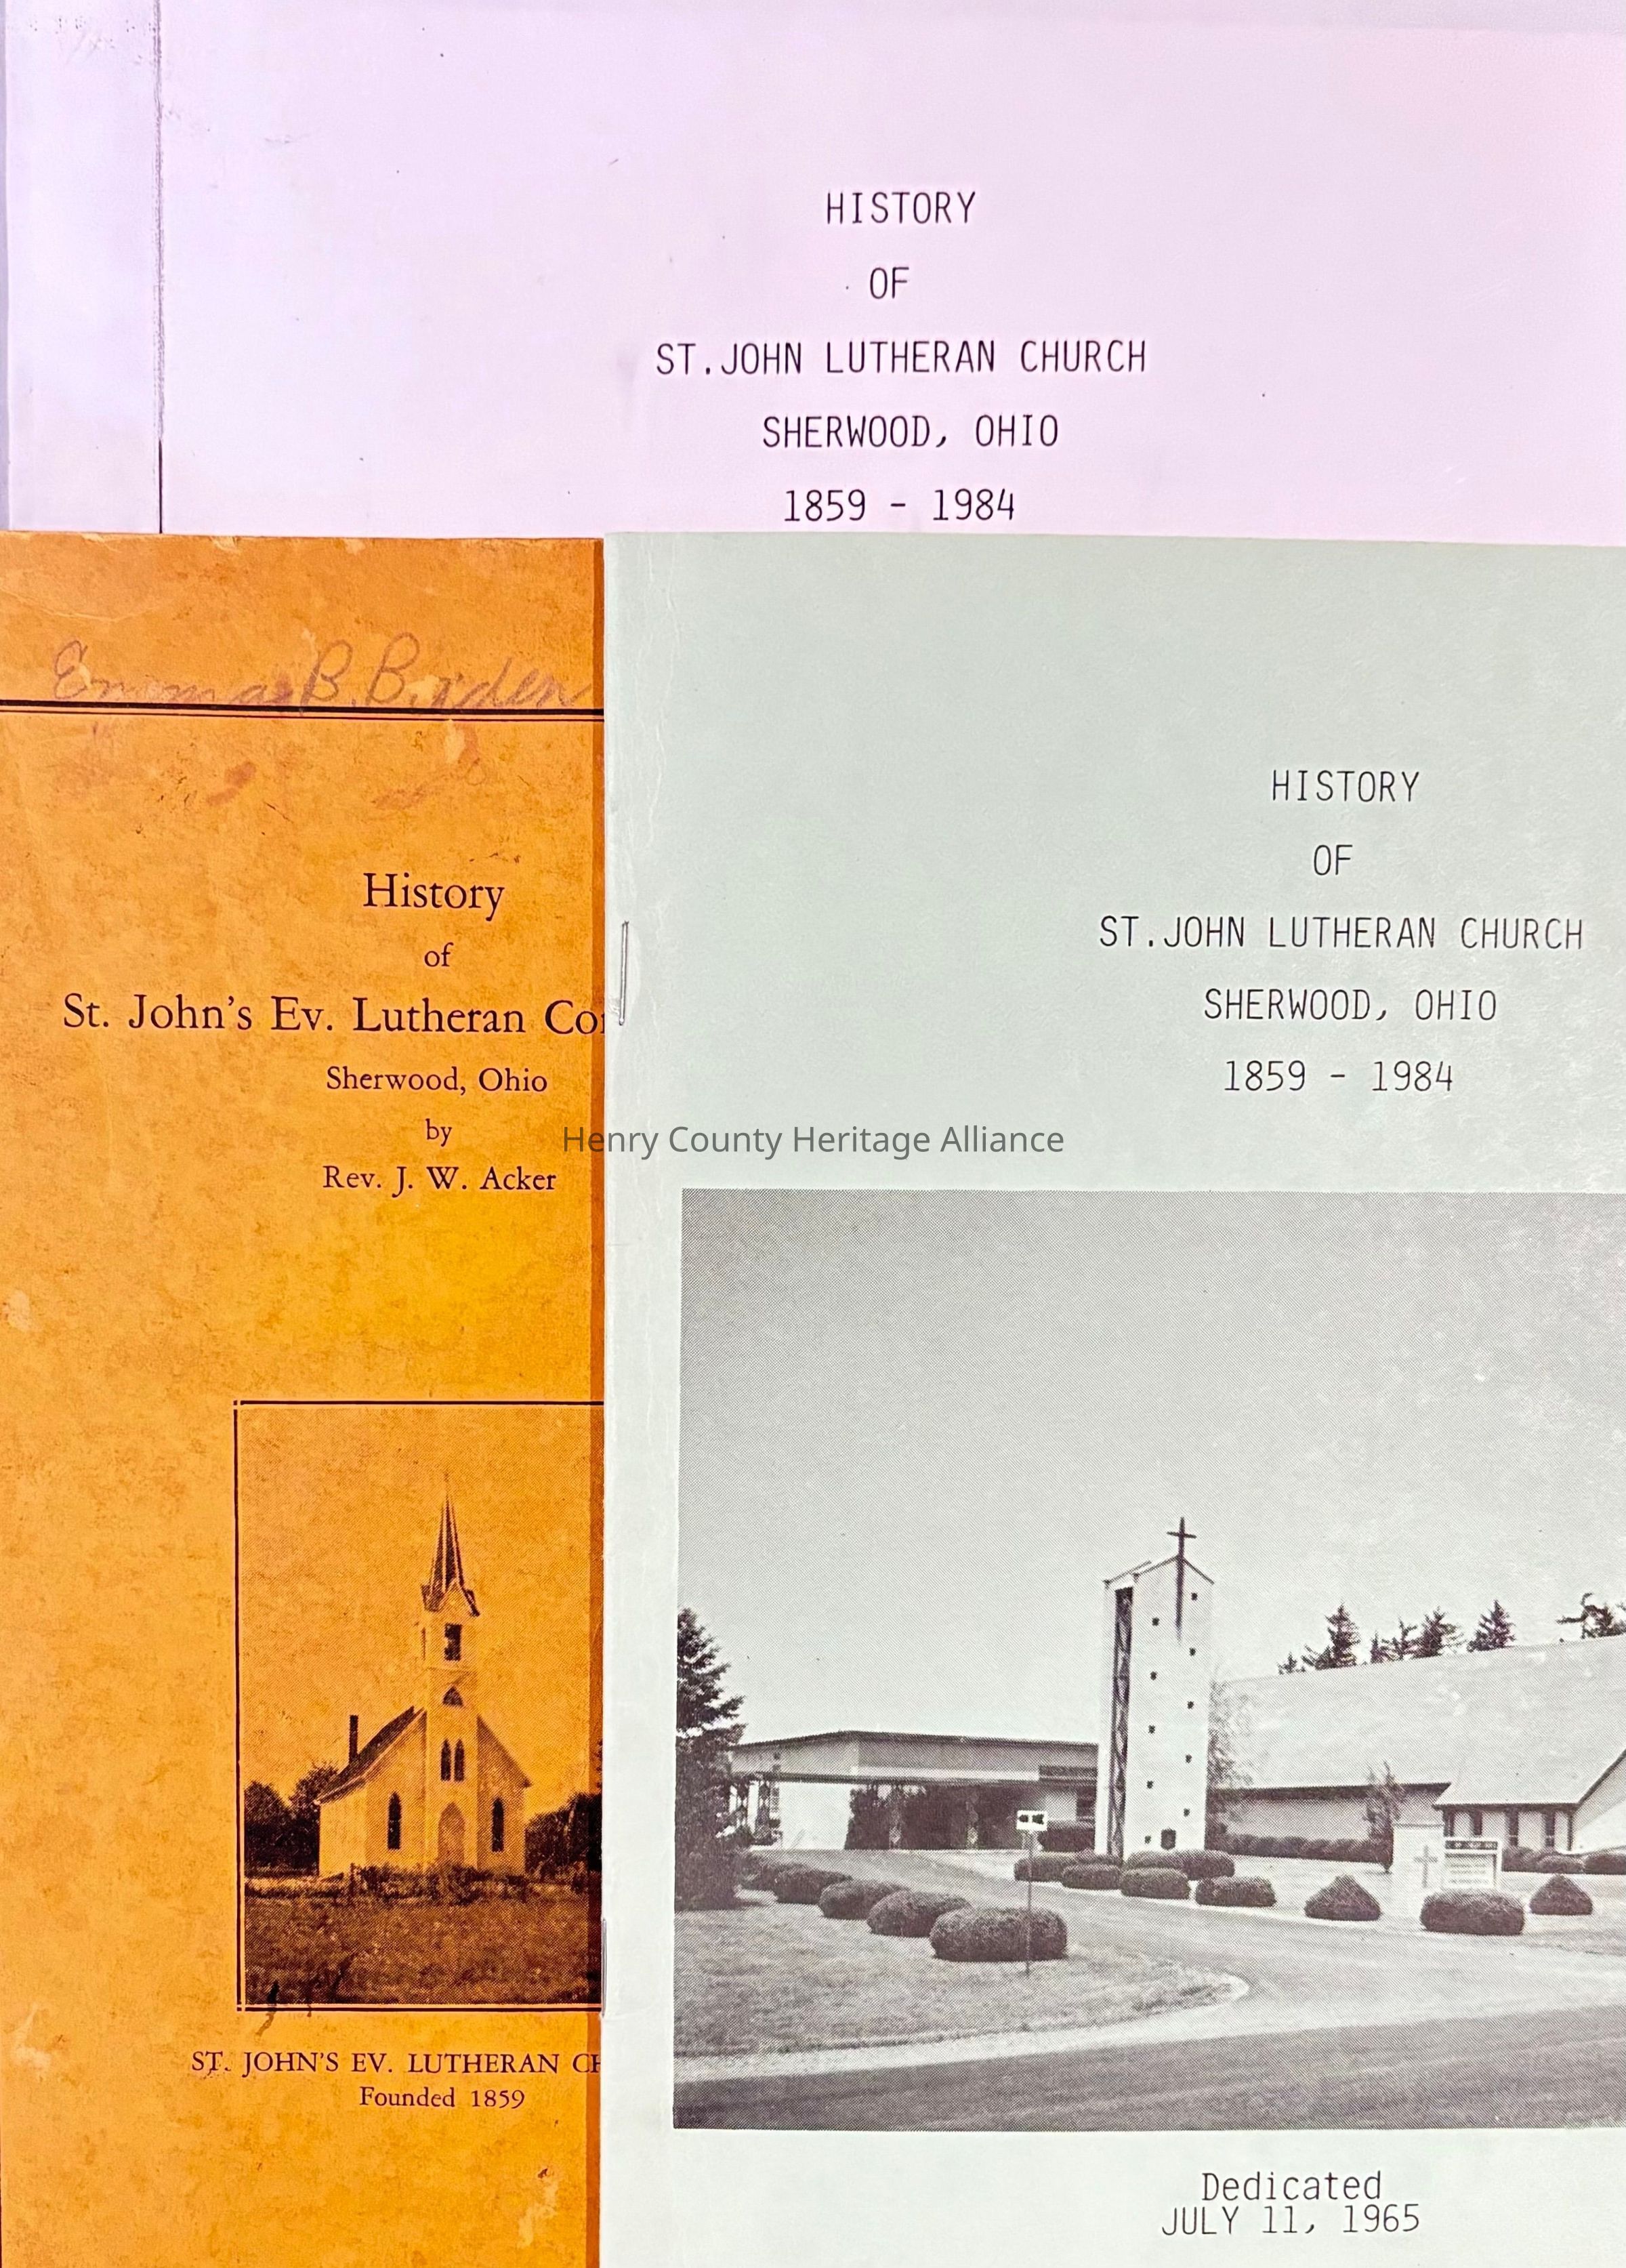 HISTORY
OF
ST.JOHN LUTHERAN CHURCH
SHERWOOD, OHIO
1859 - 1984
Emma B. B
History
of
St. John's Ev. Lutheran Co
Sherwood, Ohio
by
Rev. J. W. Acker
ST. JOHN'S EV. LUTHERAN CH
Founded 1859
HISTORY
OF
ST.JOHN LUTHERAN CHURCH
SHERWOOD, OHIO
1859 - 1984
Henry County Heritage Alliance
Dedicated
JULY 11, 1965